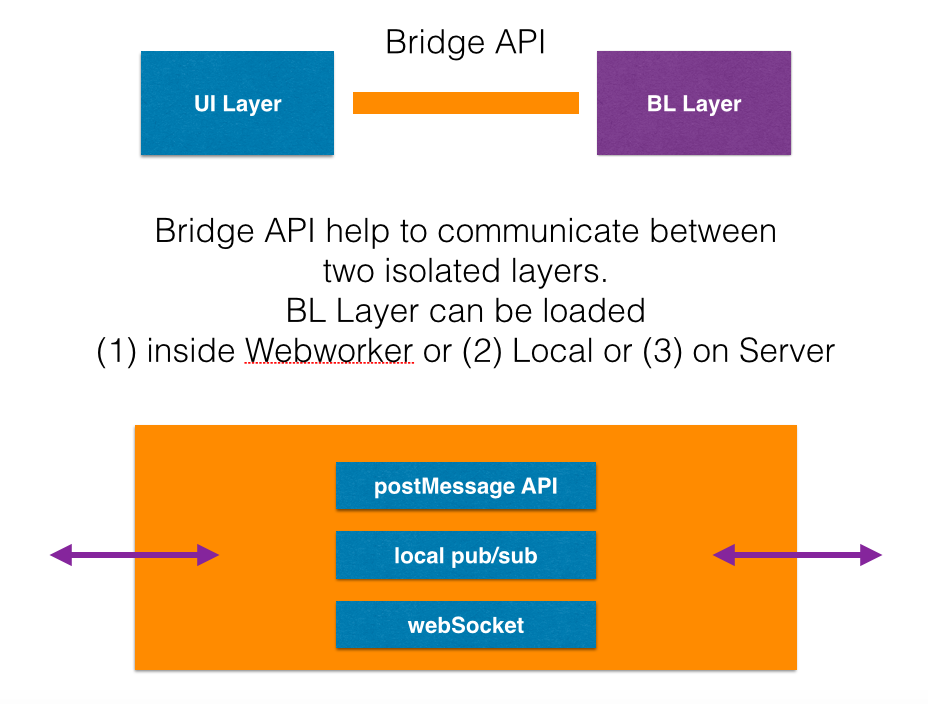 Bridge API
UI Layer
BL Layer
Bridge API help to communicate between
two isolated layers.
BL Layer can be loaded
(1) inside Webworker or (2) Local or (3) on Server
postMessage API
local pub/sub
webSocket